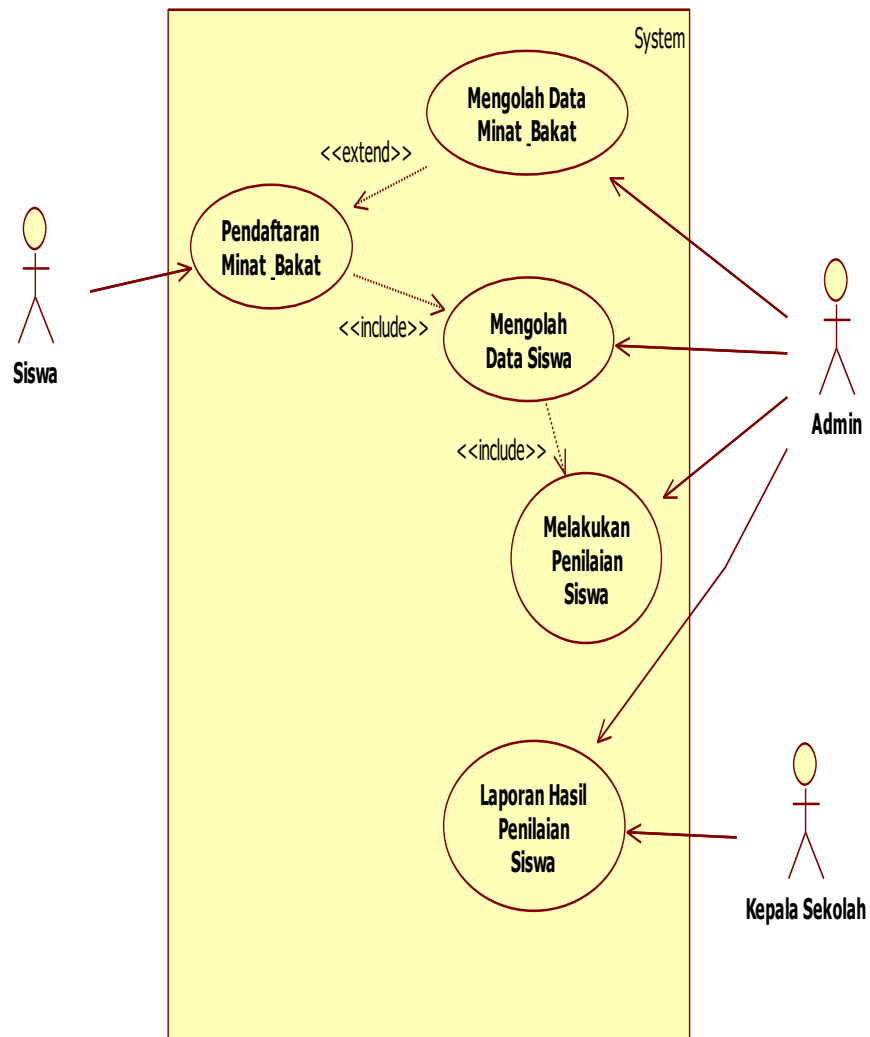 System
Mengolah Data
Minat_Bakat
<<extend>>
Pendaftaran
Minat_Bakat
<<include>>
Mengolah
Data Siswa
Siswa
Admin
<<include>>
Melakukan
Penilaian
Siswa
Laporan Hasil
Penilaian
Siswa
Kepala Sekolah